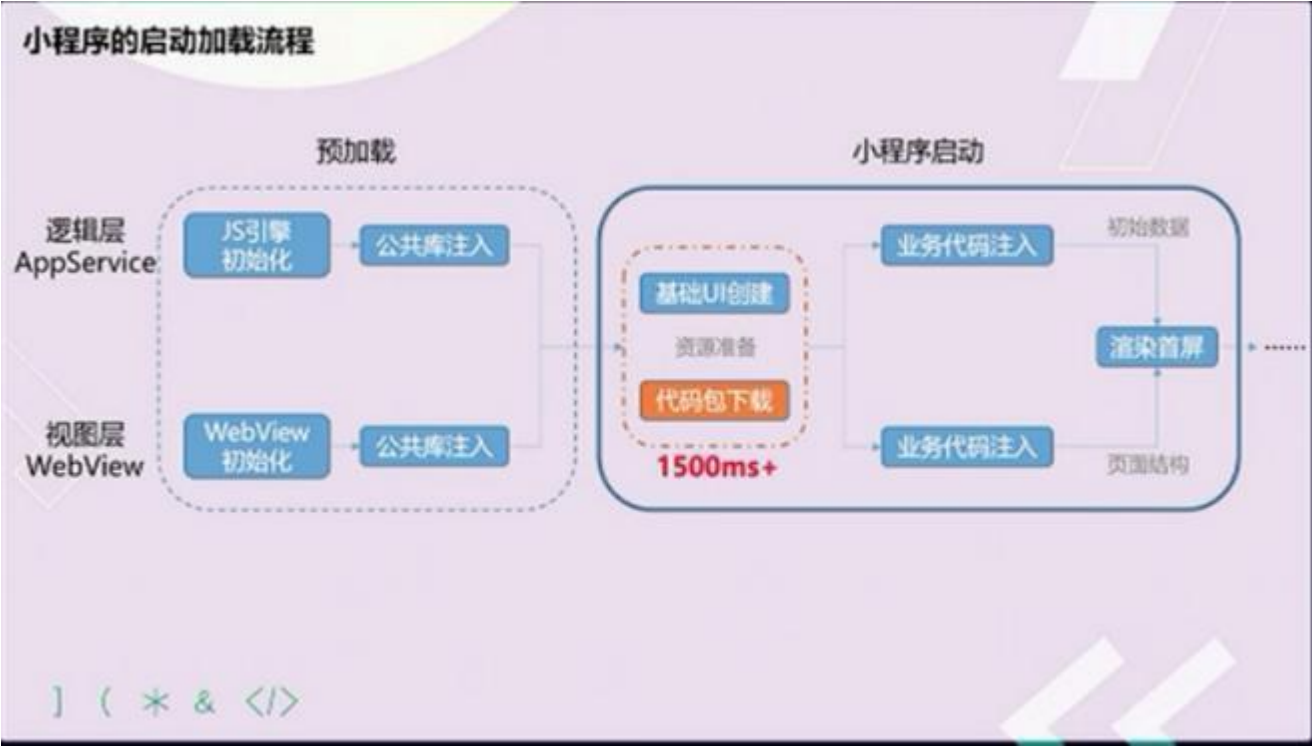 小程序的启动加载流程
预加载
小程序启动
逻辑层
AppService
JS引擎
初始化
公共库注入
视图层
WebView
WebView
初始化
公共库注入
基础UI创建
资源准备
代码包下载
1500ms+
业务代码注入
初始数据
渲染首屏
......
业务代码注入
页面结构
] ( * & </>